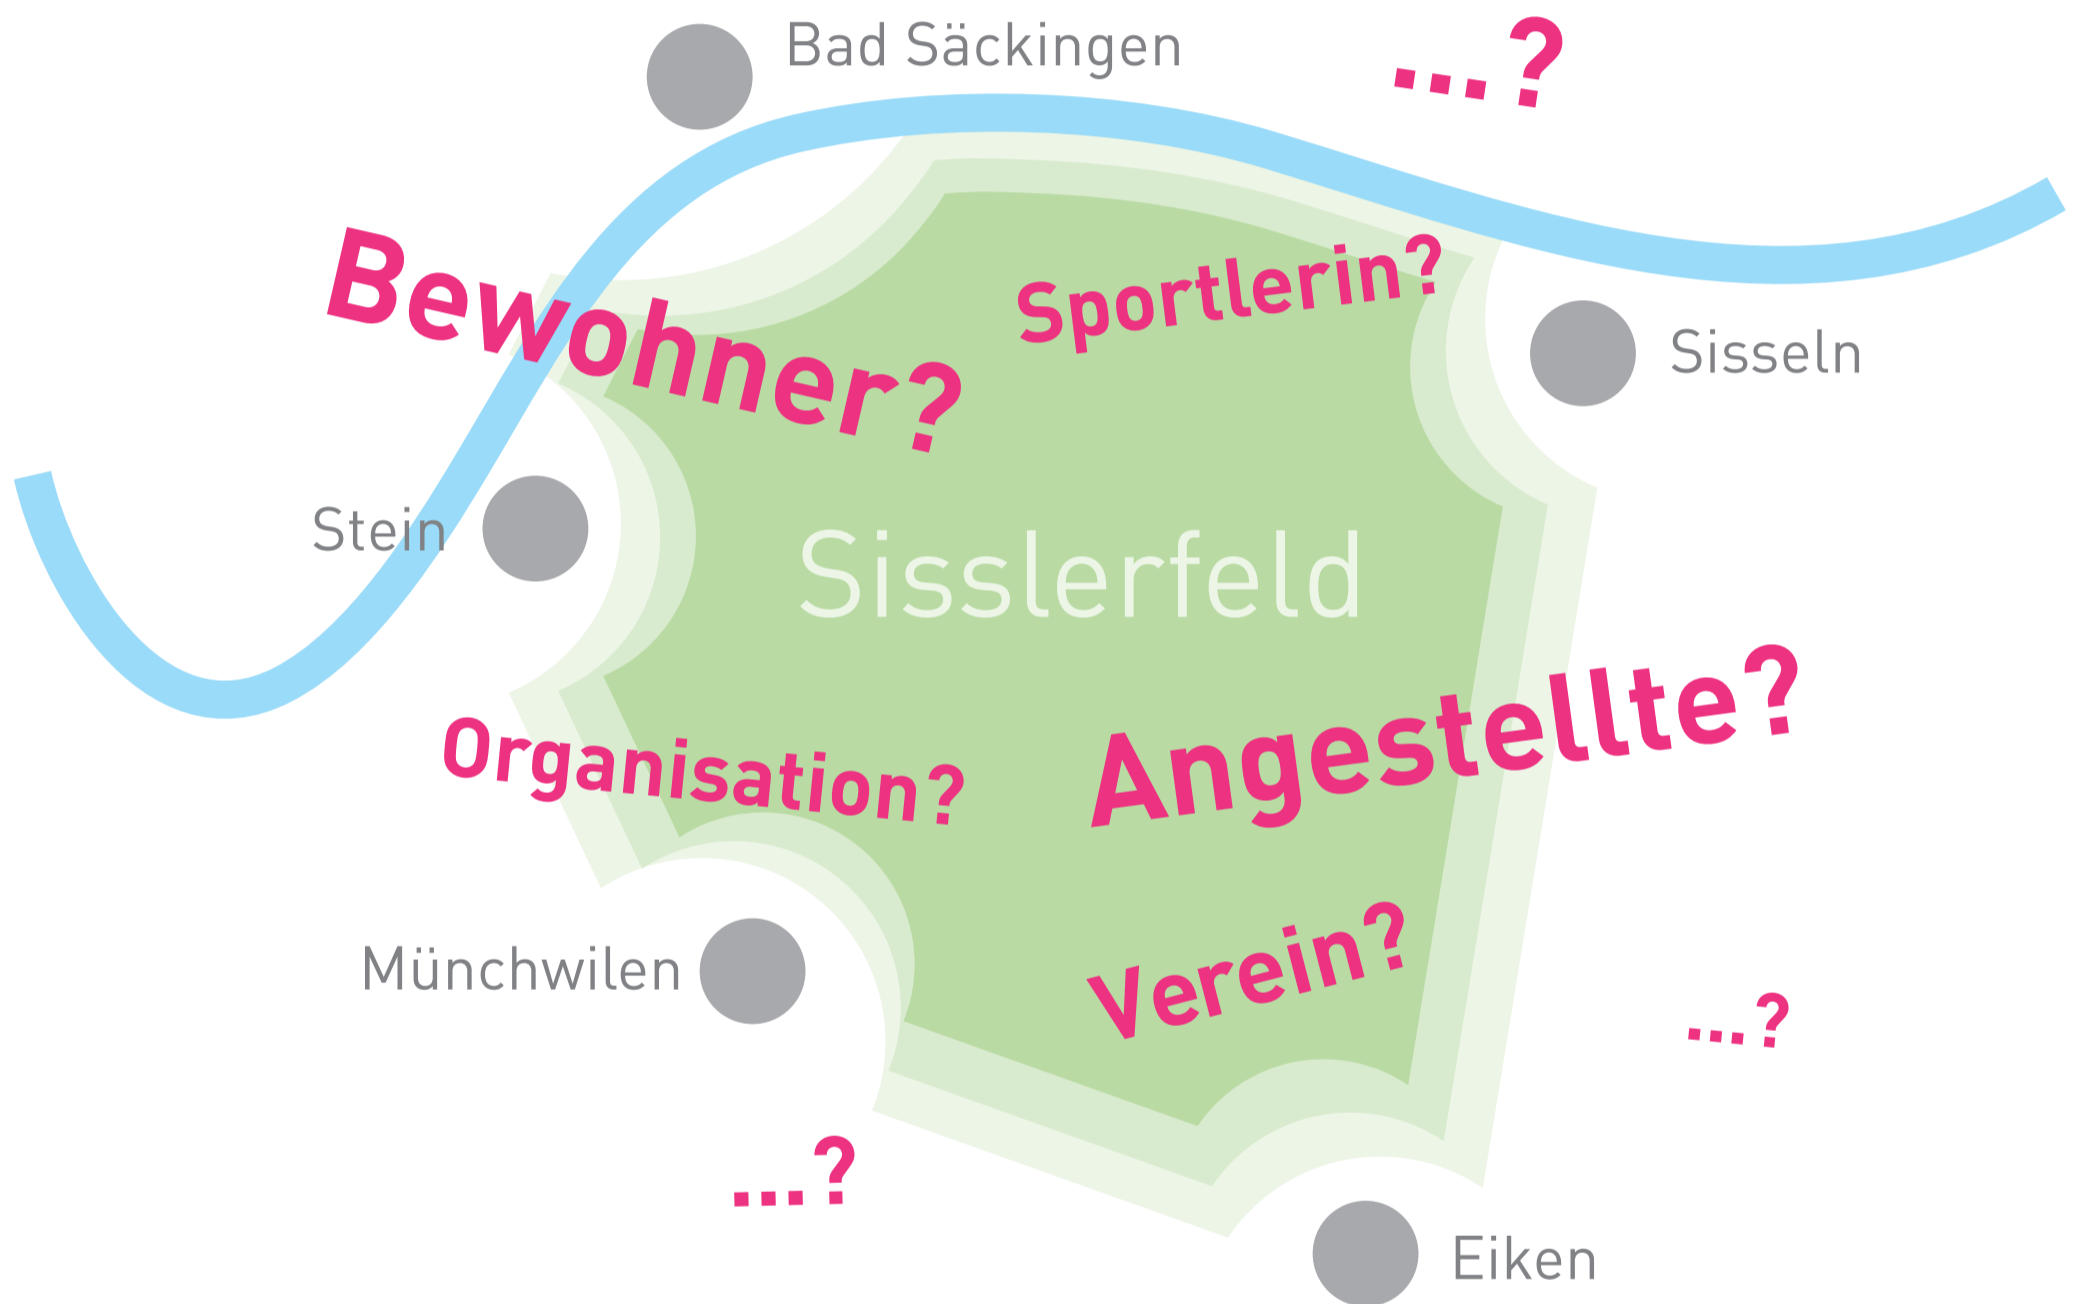 Bad Säckingen
...?
Bewohner?
Sportlerin?
Sisseln
Stein
Sisslerfeld
Organisation?
Angestellte?
Münchwilen
Verein?
...?
...?
Eiken